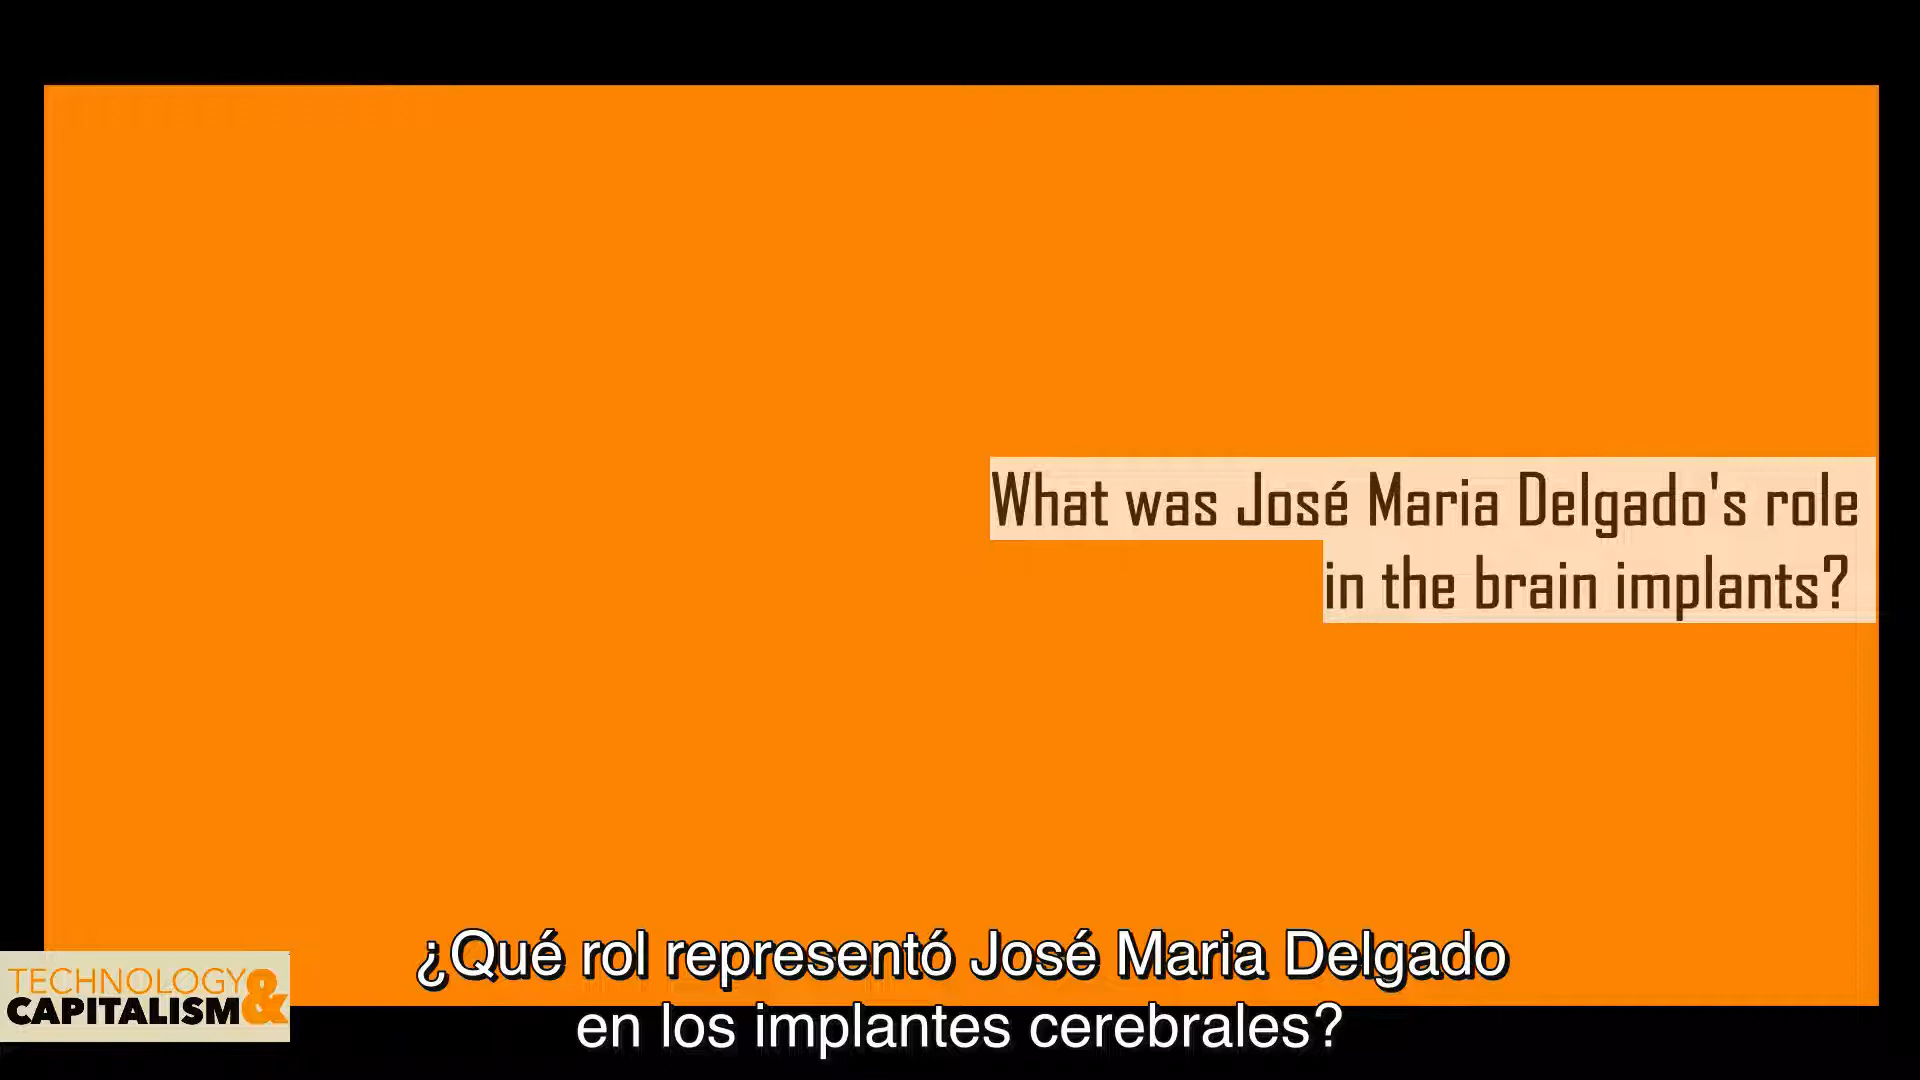 What was José Maria Delgado's role
in the brain implants?
¿Qué rol representó José Maria Delgado
en los implantes cerebrales?
TECHNOLOGY &
CAPITALISM